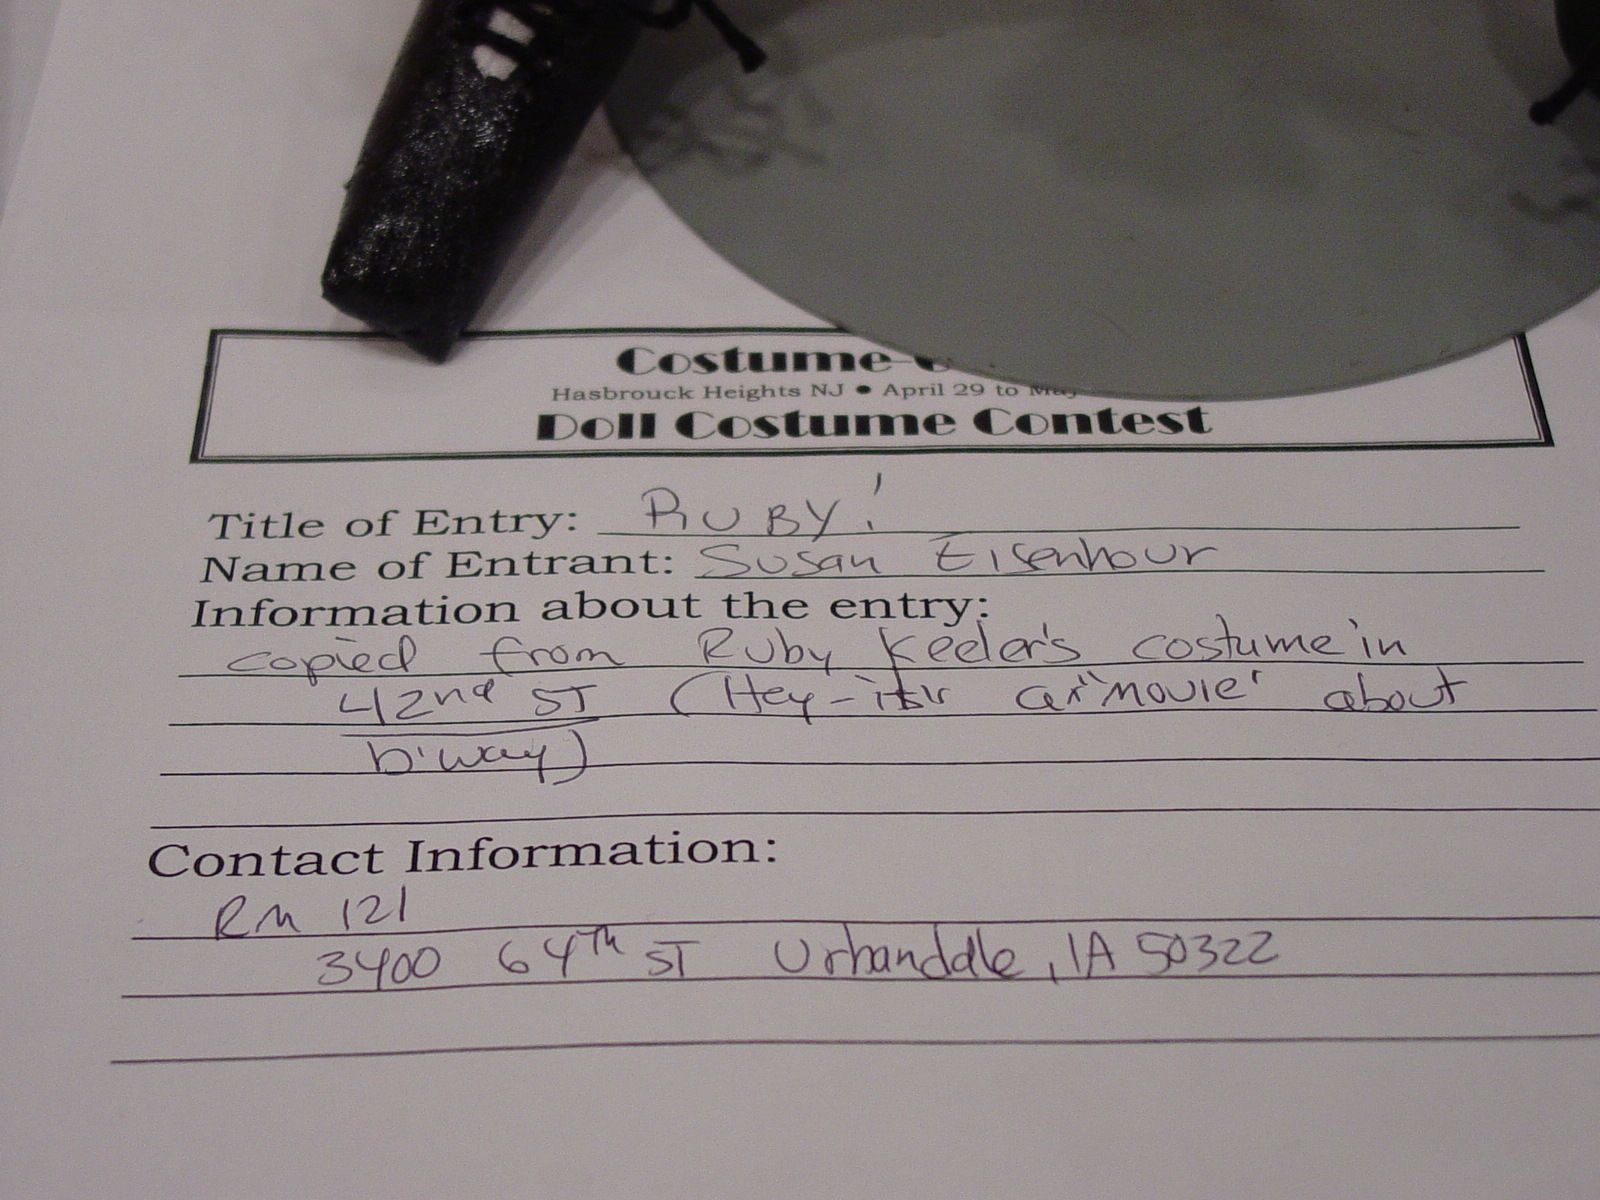 Costume-
Hasbrouck Heights NJ • April 29 to May
Doll Costume Contest
Title of Entry: RUBY!
Name of Entrant: Susan Eisenhour
Information about the entry:
copied from Ruby Keeler's costume in
42nd ST (Hey-it's a "movie" about
b'way)
Contact Information:
Rm 121
3400 64TH ST Urbandale, IA 50322